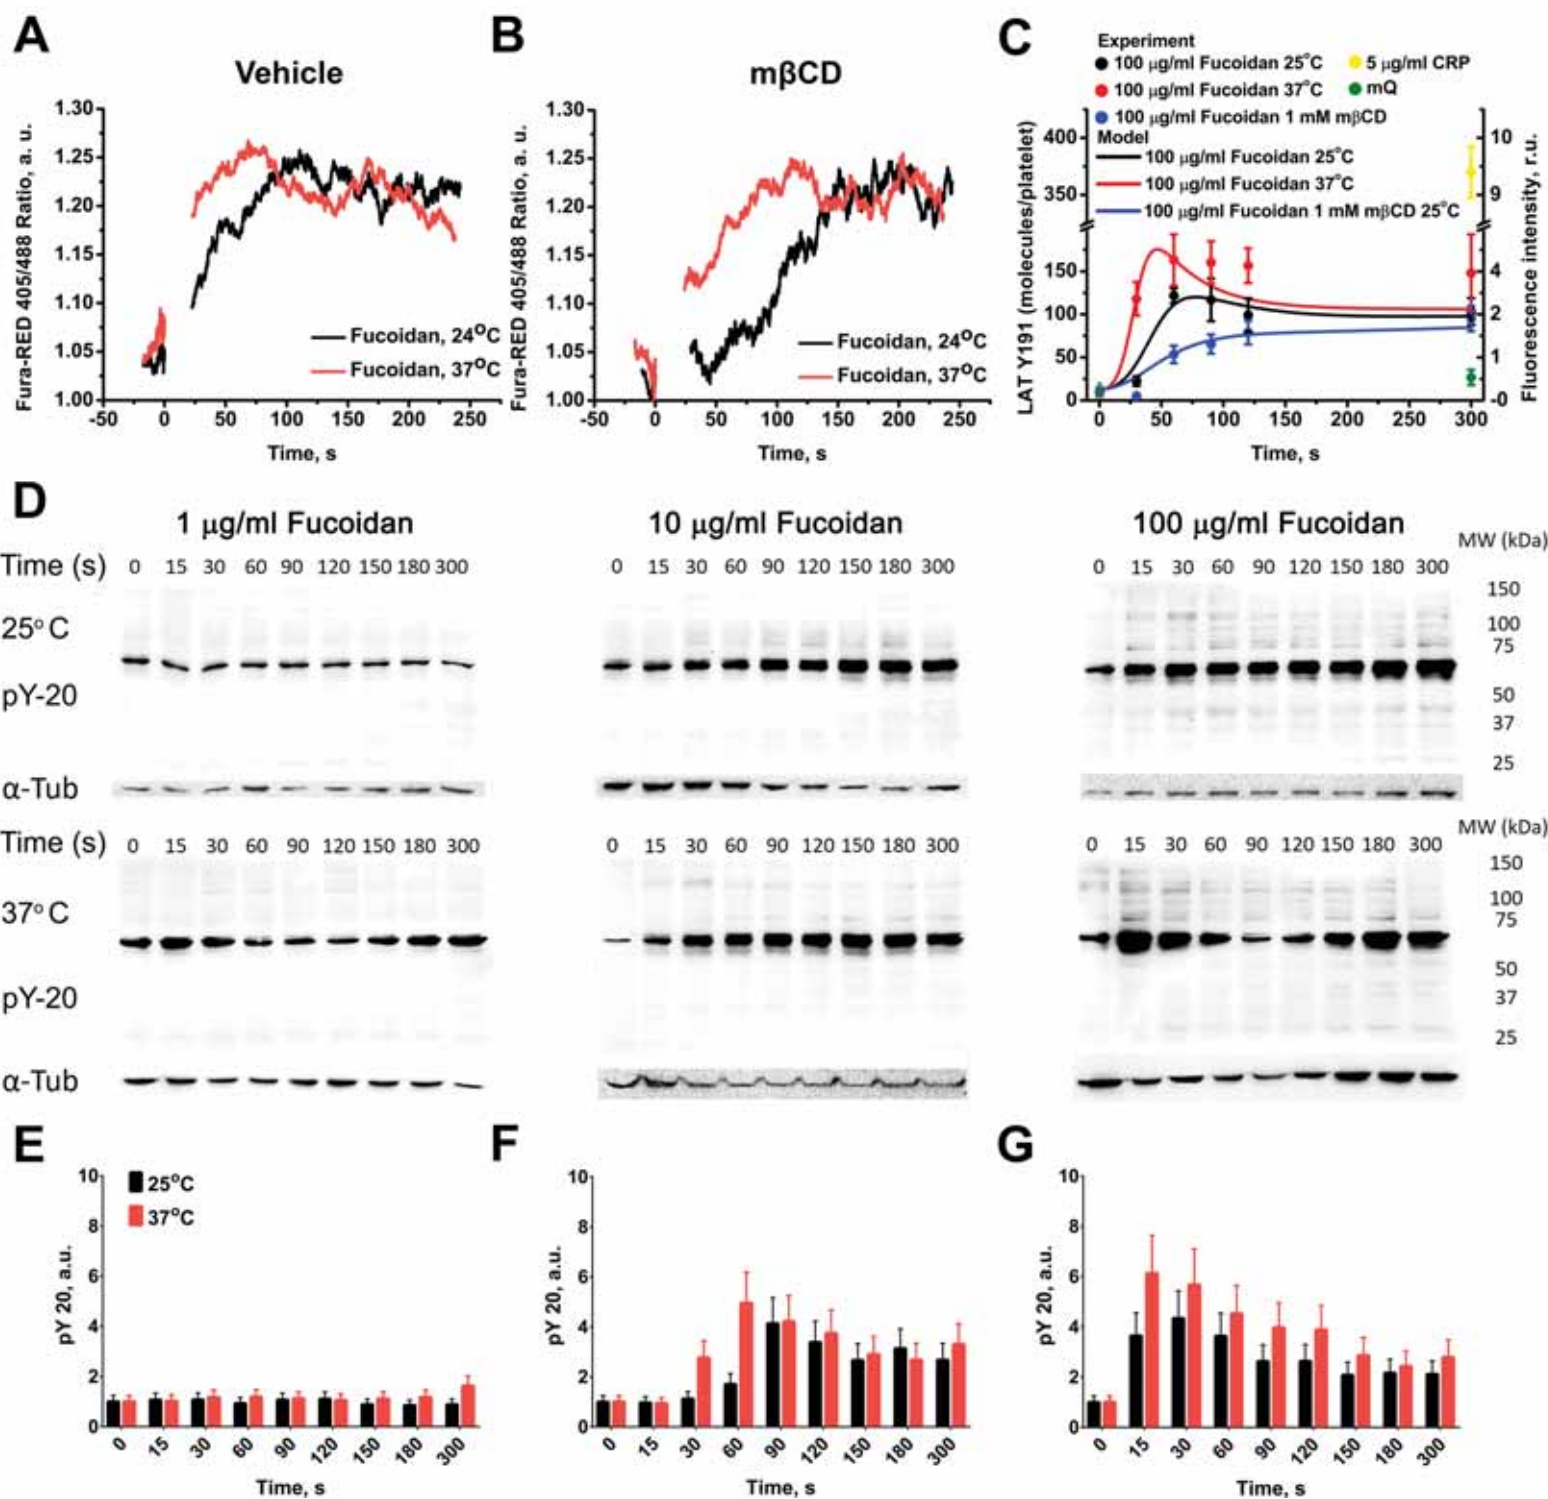 A
Vehicle
Fura-RED 405/488 Ratio, a. u.
1.30
1.25
1.20
1.15
1.10
1.05
1.00
-50 0 50 100 150 200 250
Time, s
Fucoidan, 24°C
Fucoidan, 37°C
B
mβCD
Fura-RED 405/488 Ratio, a. u.
1.30
1.25
1.20
1.15
1.10
1.05
1.00
-50 0 50 100 150 200 250
Time, s
Fucoidan, 24°C
Fucoidan, 37°C
C
Experiment
100 μg/ml Fucoidan 25°C
5 μg/ml CRP
100 μg/ml Fucoidan 37°C
mQ
100 μg/ml Fucoidan 1 mM mβCD
Model
100 μg/ml Fucoidan 25°C
100 μg/ml Fucoidan 37°C
100 μg/ml Fucoidan 1 mM mβCD 25°C
LAT Y191 (molecules/platelet)
400
350
150
100
50
0
Fluorescence intensity, r.u.
10
9
4
2
1
-0
0 50 100 150 200 250 300
Time, s
D
1 μg/ml Fucoidan
10 μg/ml Fucoidan
100 μg/ml Fucoidan
MW (kDa)
Time (s) 0 15 30 60 90 120 150 180 300
0 15 30 60 90 120 150 180 300
0 15 30 60 90 120 150 180 300
25°C
pY-20
α-Tub
150
100
75
50
37
25
MW (kDa)
Time (s) 0 15 30 60 90 120 150 180 300
0 15 30 60 90 120 150 180 300
0 15 30 60 90 120 150 180 300
37°C
pY-20
α-Tub
150
100
75
50
37
25
E
25°C
37°C
pY 20, a.u.
10
8
6
4
2
0
0 15 30 60 90 120 150 180 300
Time, s
F
pY 20, a.u.
10
8
6
4
2
0
0 15 30 60 90 120 150 180 300
Time, s
G
pY 20, a.u.
10
8
6
4
2
0
0 15 30 60 90 120 150 180 300
Time, s